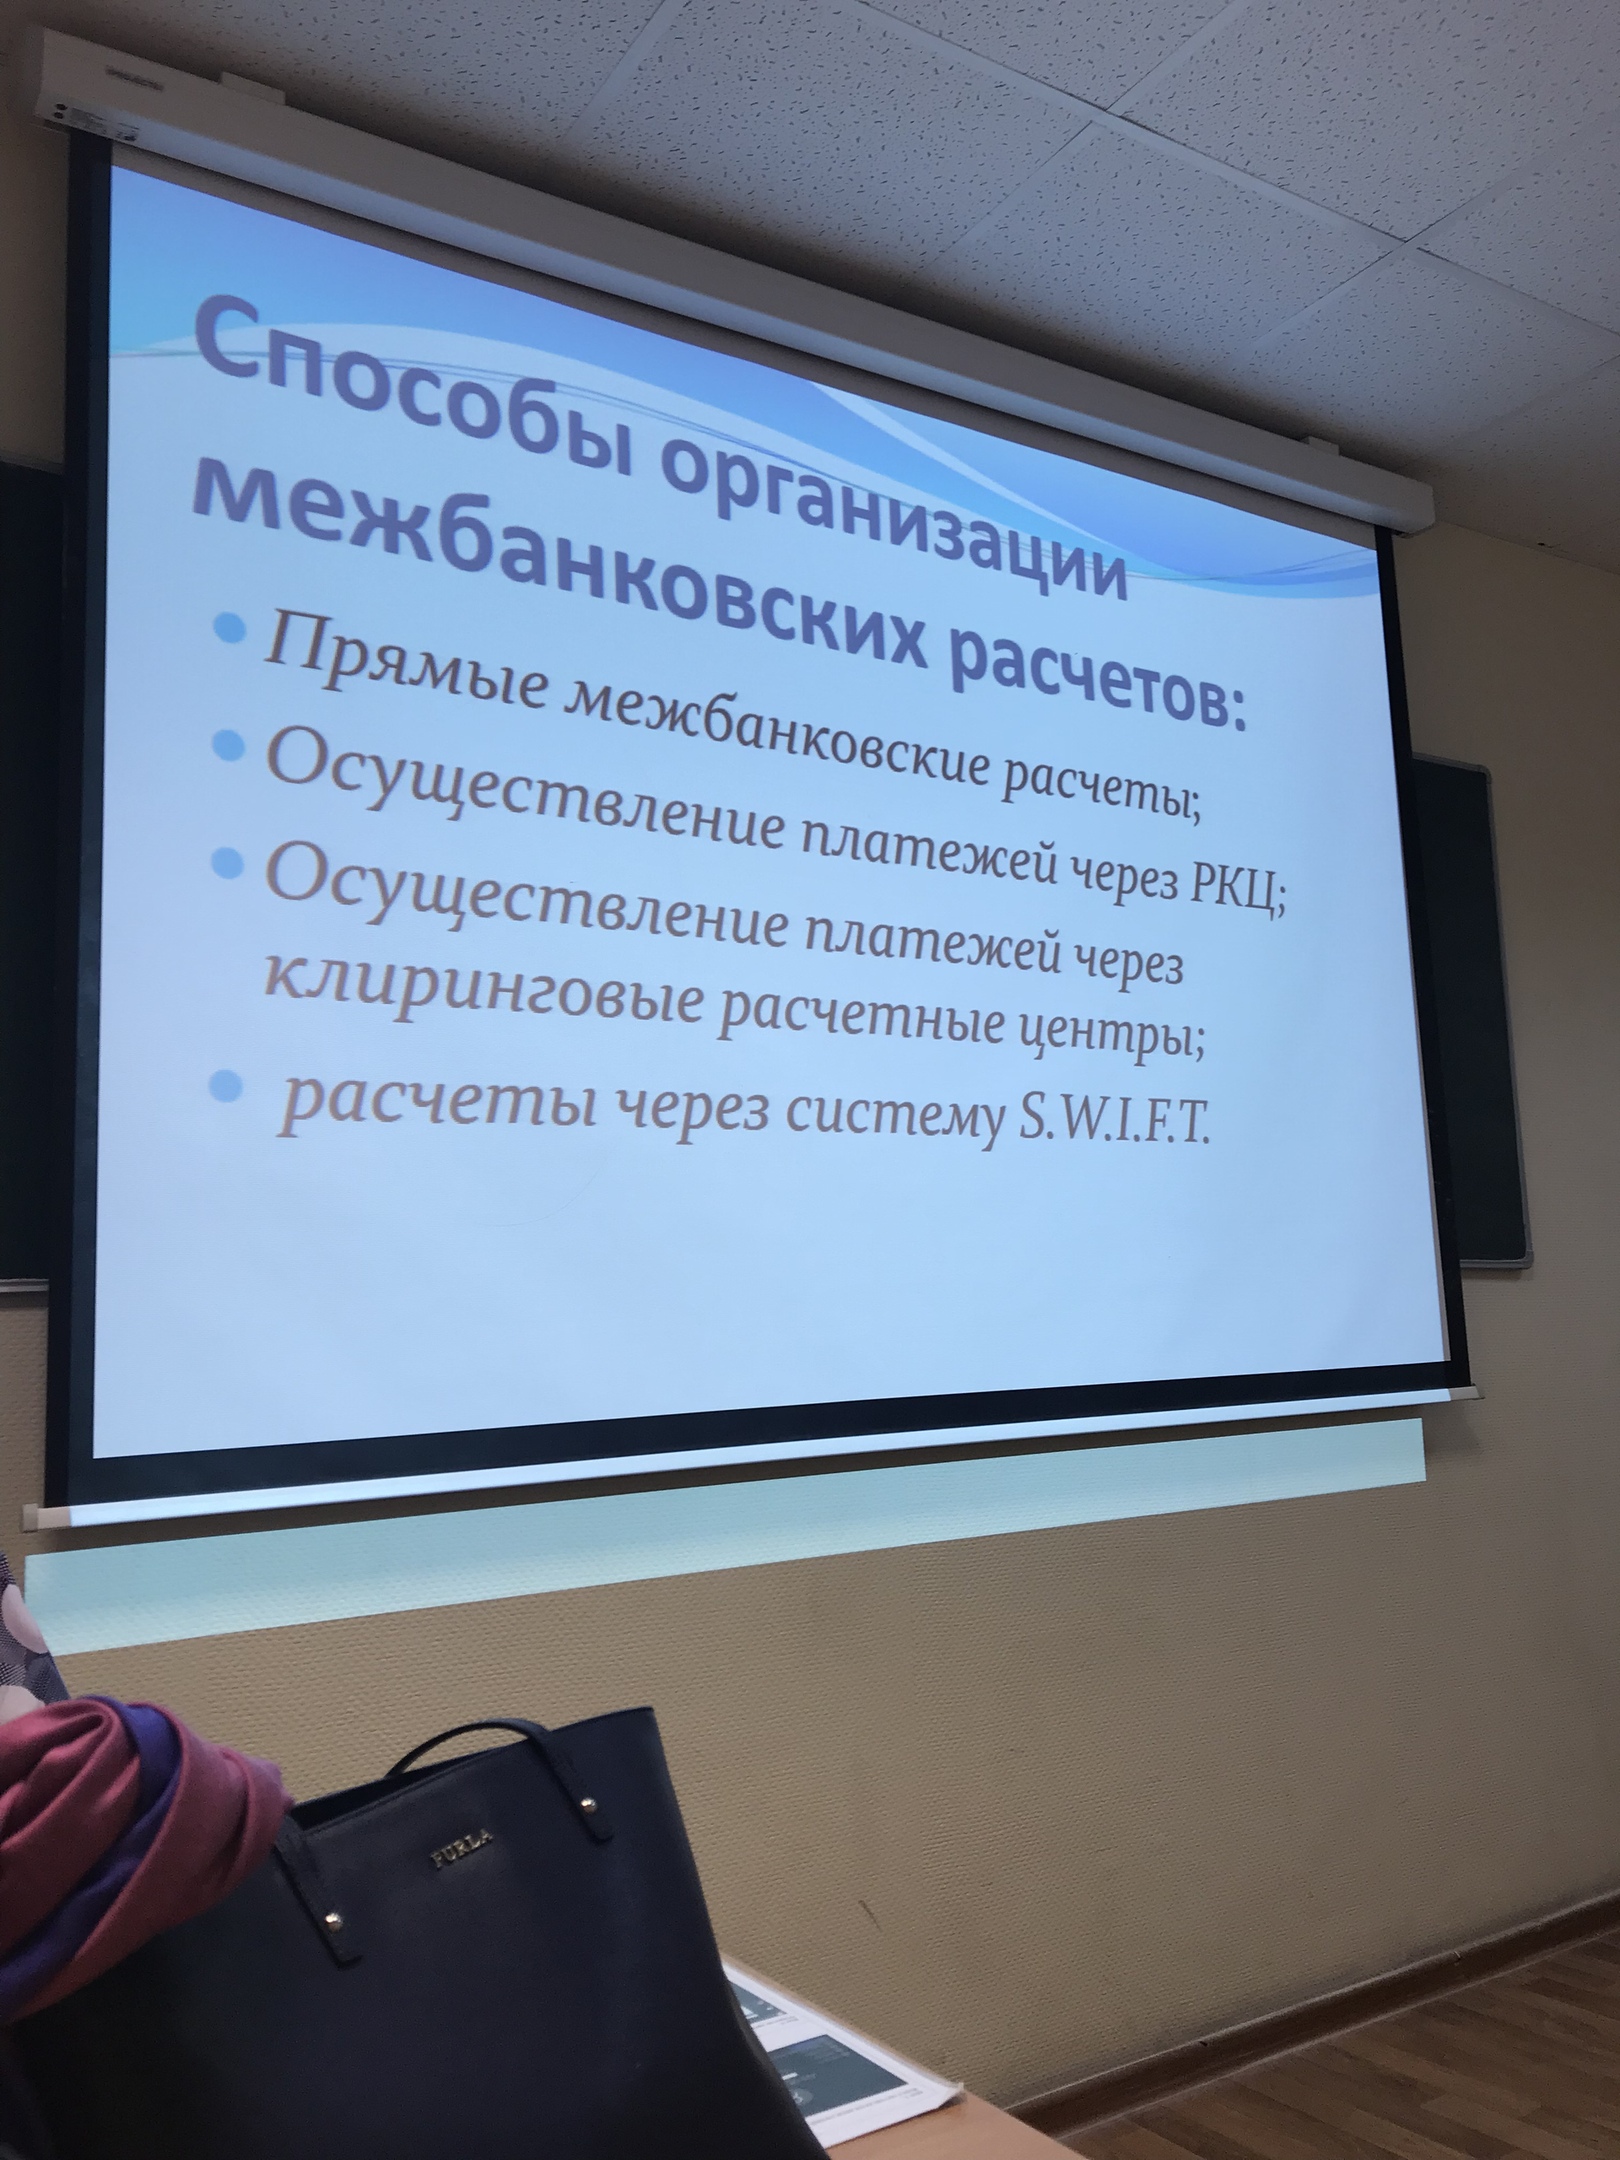 Способы организации
межбанковских расчетов:
Прямые межбанковские расчеты;
Осуществление платежей через РКЦ;
Осуществление платежей через
клиринговые расчетные центры;
расчеты через систему S.W.I.F.T.
FURLA